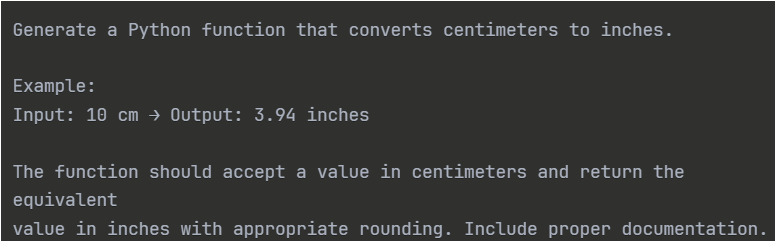 Generate a Python function that converts centimeters to inches.
Example:
Input: 10 cm → Output: 3.94 inches
The function should accept a value in centimeters and return the
equivalent
value in inches with appropriate rounding. Include proper documentation.